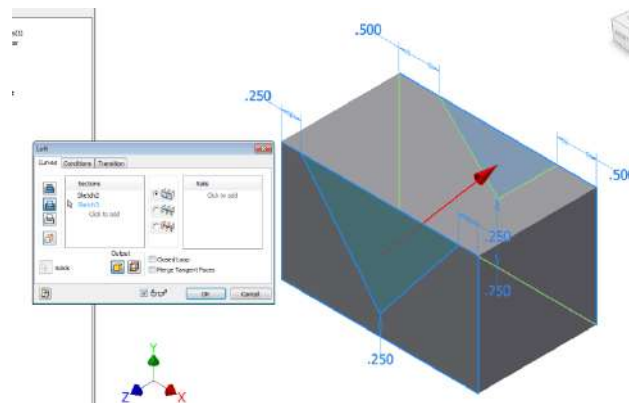 .500
.250
.500
Loft
Curves Conditions Transition
Sections
Rails
Sketch2
Click to add
Sketch3
Click to add
.250
.250
Output
Closed Loop
Merge Tangent Faces
OK
Cancel
.250
Y
Z
X